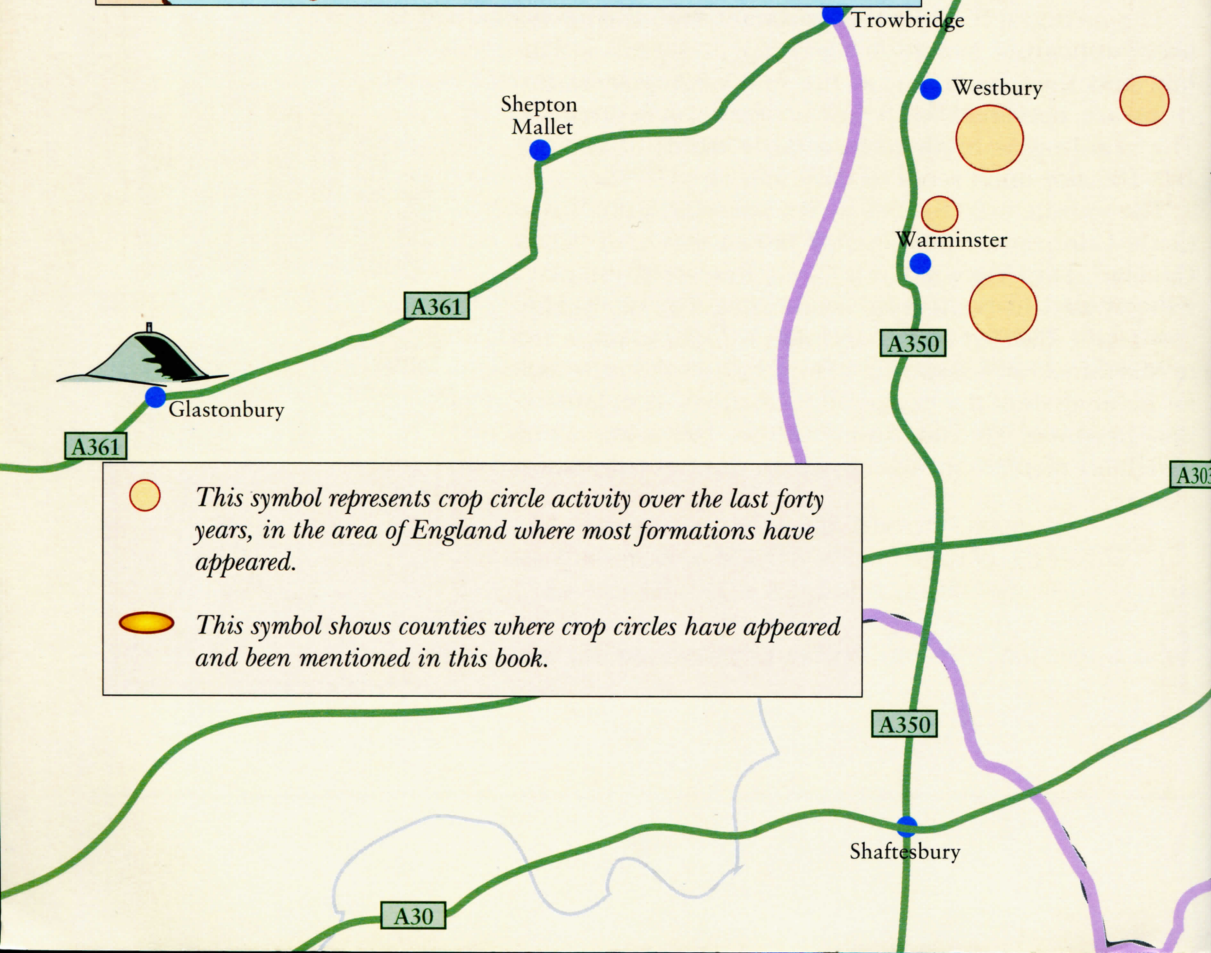 Trowbridge
Westbury
Shepton
Mallet
Warminster
A361
A350
Glastonbury
A361
A303
This symbol represents crop circle activity over the last forty
years, in the area of England where most formations have
appeared.
This symbol shows counties where crop circles have appeared
and been mentioned in this book.
A350
Shaftesbury
A30